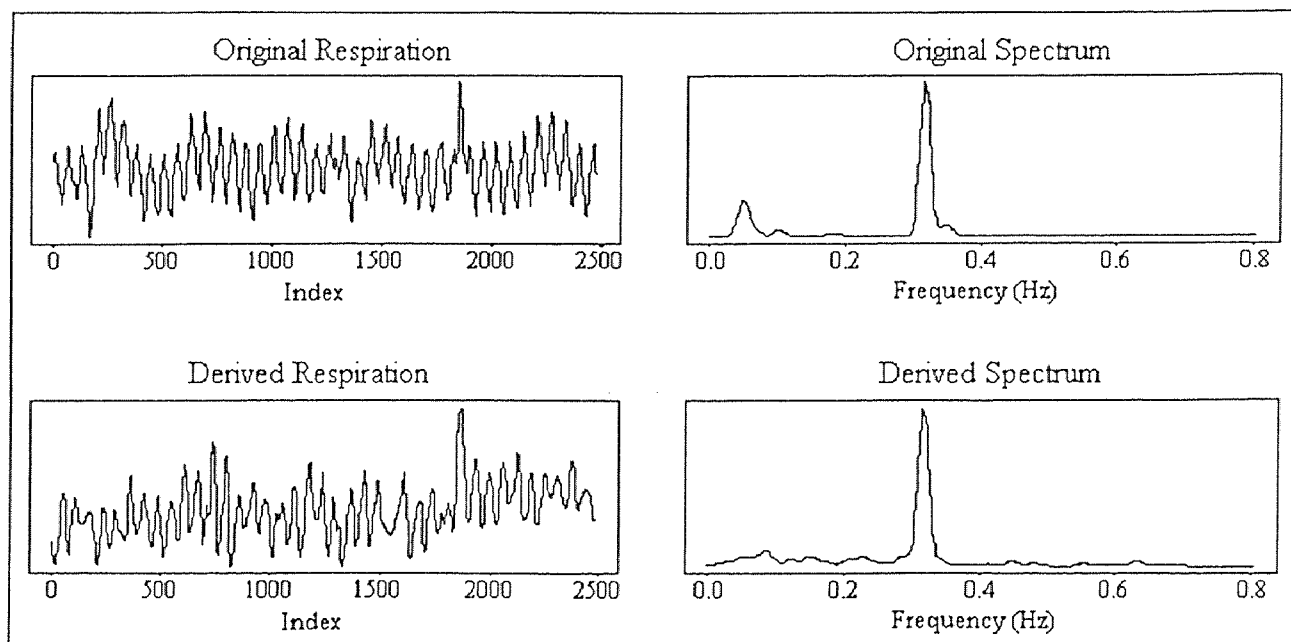 Original Respiration
0 500 1000 1500 2000 2500
Index
Original Spectrum
0.0 0.2 0.4 0.6 0.8
Frequency (Hz)
Derived Respiration
0 500 1000 1500 2000 2500
Index
Derived Spectrum
0.0 0.2 0.4 0.6 0.8
Frequency (Hz)